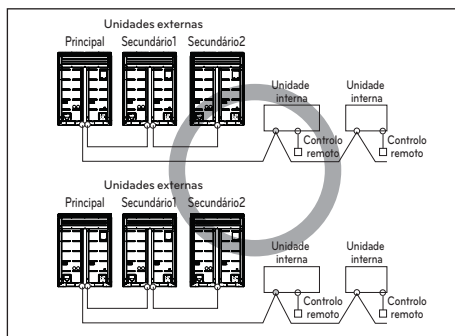 Unidades externas
Principal Secundário1 Secundário2
Unidade interna
Unidade interna
Controlo remoto
Controlo remoto
Unidades externas
Principal Secundário1 Secundário2
Unidade interna
Unidade interna
Controlo remoto
Controlo remoto